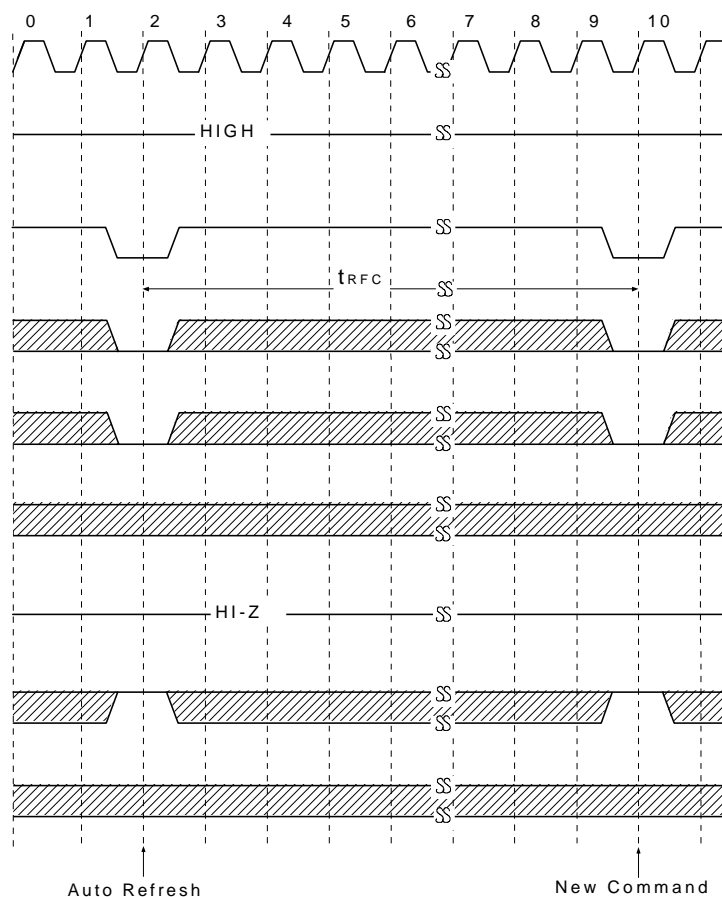 0 1 2 3 4 5 6 7 8 9 10
HIGH
tRFC
HI-Z
Auto Refresh
New Command